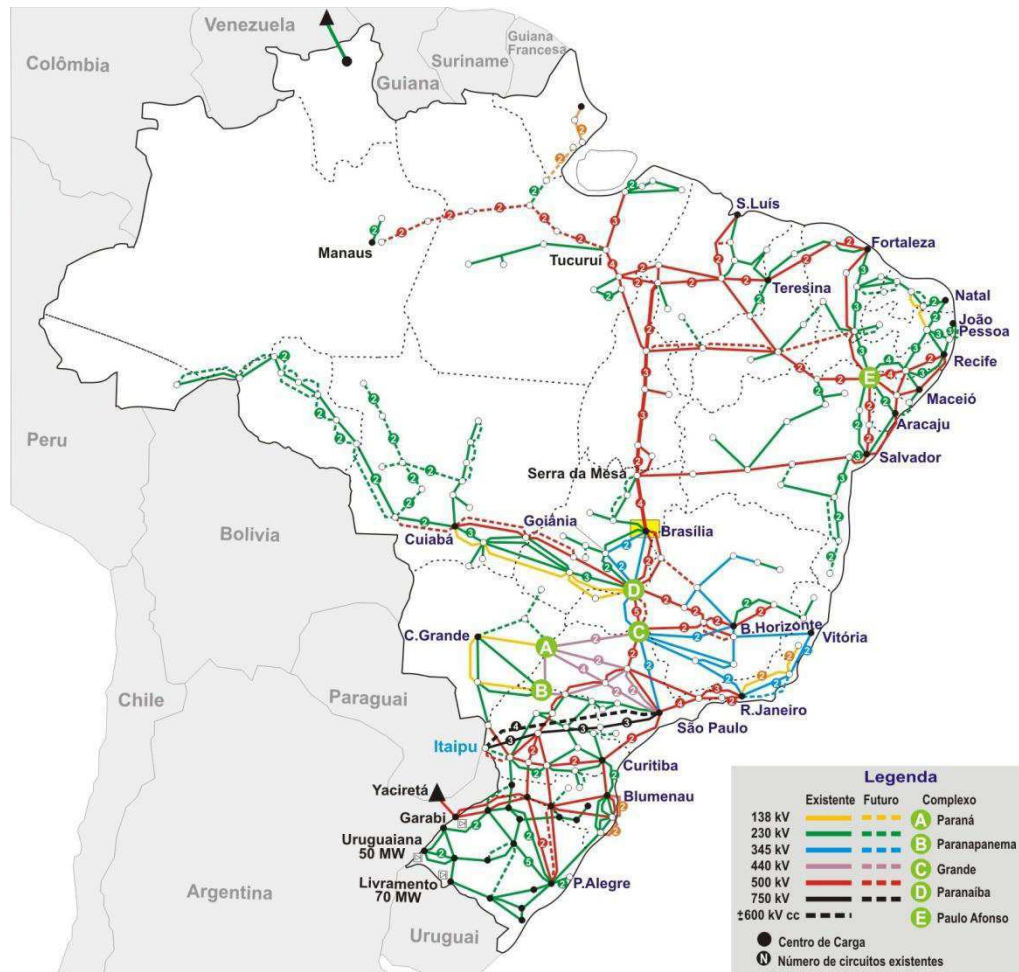 Venezuela
Guiana
Francesa
Suriname
Colômbia
Guiana
S.Luís
Manaus
Tucuruí
Fortaleza
Teresina
Natal
João
Pessoa
Recife
E
Maceió
Peru
Aracaju
Salvador
Serra da Mesa
Bolivia
Goiânia
Brasília
Cuiabá
D
C
B.Horizonte
Vitória
C.Grande
A
B
Chile
Paraguai
R.Janeiro
São Paulo
Itaipu
Curitiba
Yaciretá
Blumenau
Garabi
Uruguaiana
50 MW
Livramento
70 MW
P.Alegre
Argentina
Uruguai
Legenda
Existente Futuro Complexo
138 kV A Paraná
230 kV B Paranapanema
345 kV C Grande
440 kV D Paranaíba
500 kV E Paulo Afonso
750 kV
±600 kV cc
Centro de Carga
N Número de circuitos existentes